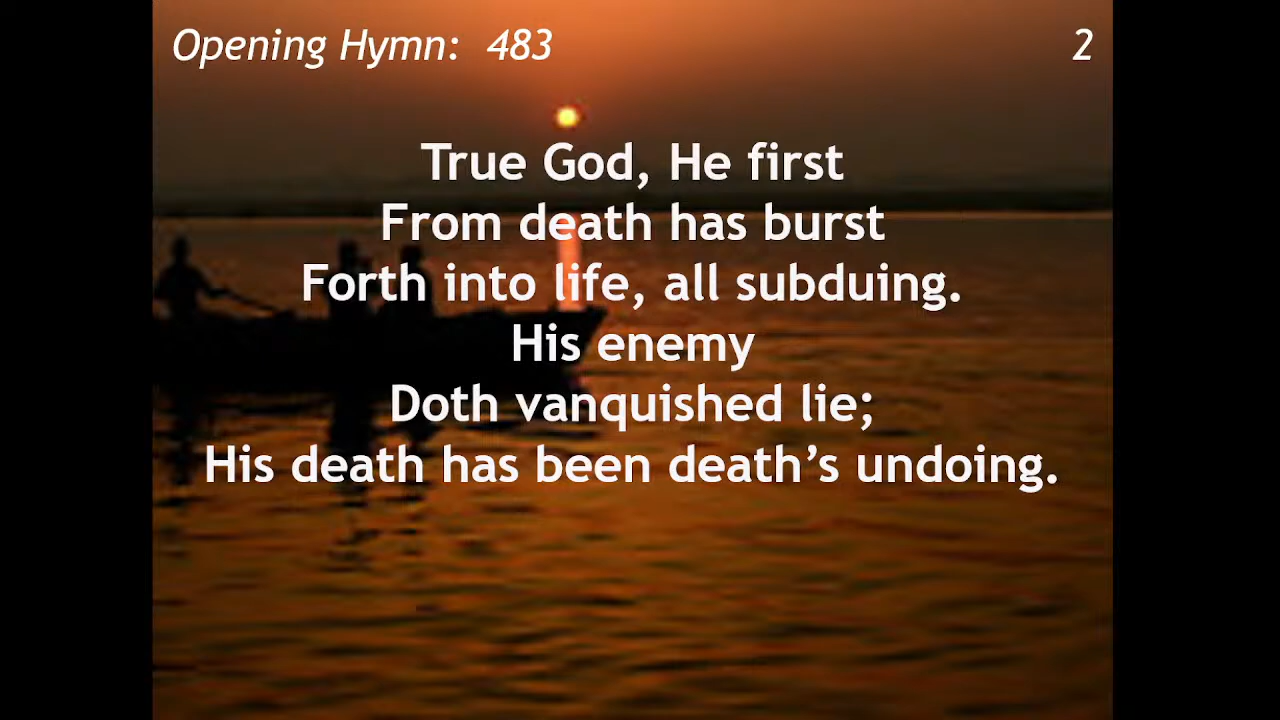 Opening Hymn: 483 2
True God, He first
From death has burst
Forth into life, all subduing.
His enemy
Doth vanquished lie;
His death has been death’s undoing.